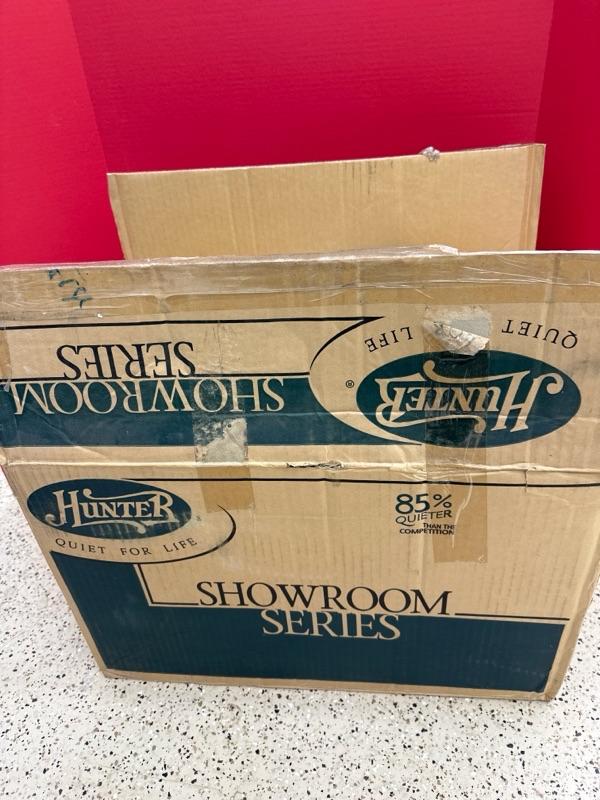 SHOWROOM
SERIES
QUIET FOR LIFE
HUNTER
®
HUNTER
QUIET FOR LIFE
85%
QUIETER
THAN THE
COMPETITION
SHOWROOM
SERIES